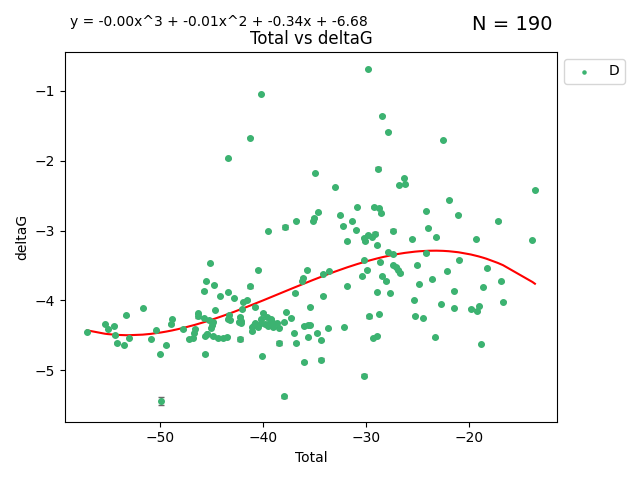 y = -0.00x^3 + -0.01x^2 + -0.34x + -6.68
N = 190
Total vs deltaG
D
deltaG
−1
−2
−3
−4
−5
−50
−40
−30
−20
Total